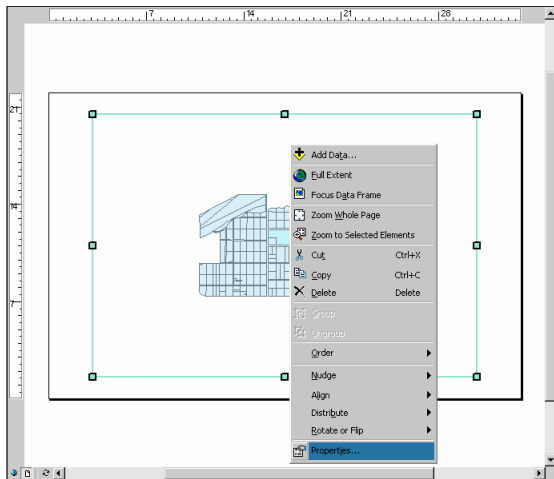 7 14 21 28
21
14
7
Add Data...
Full Extent
Focus Data Frame
Zoom Whole Page
Zoom to Selected Elements
Cut Ctrl+X
Copy Ctrl+C
Delete Delete
Group
Ungroup
Order
Nudge
Align
Distribute
Rotate or Flip
Properties...